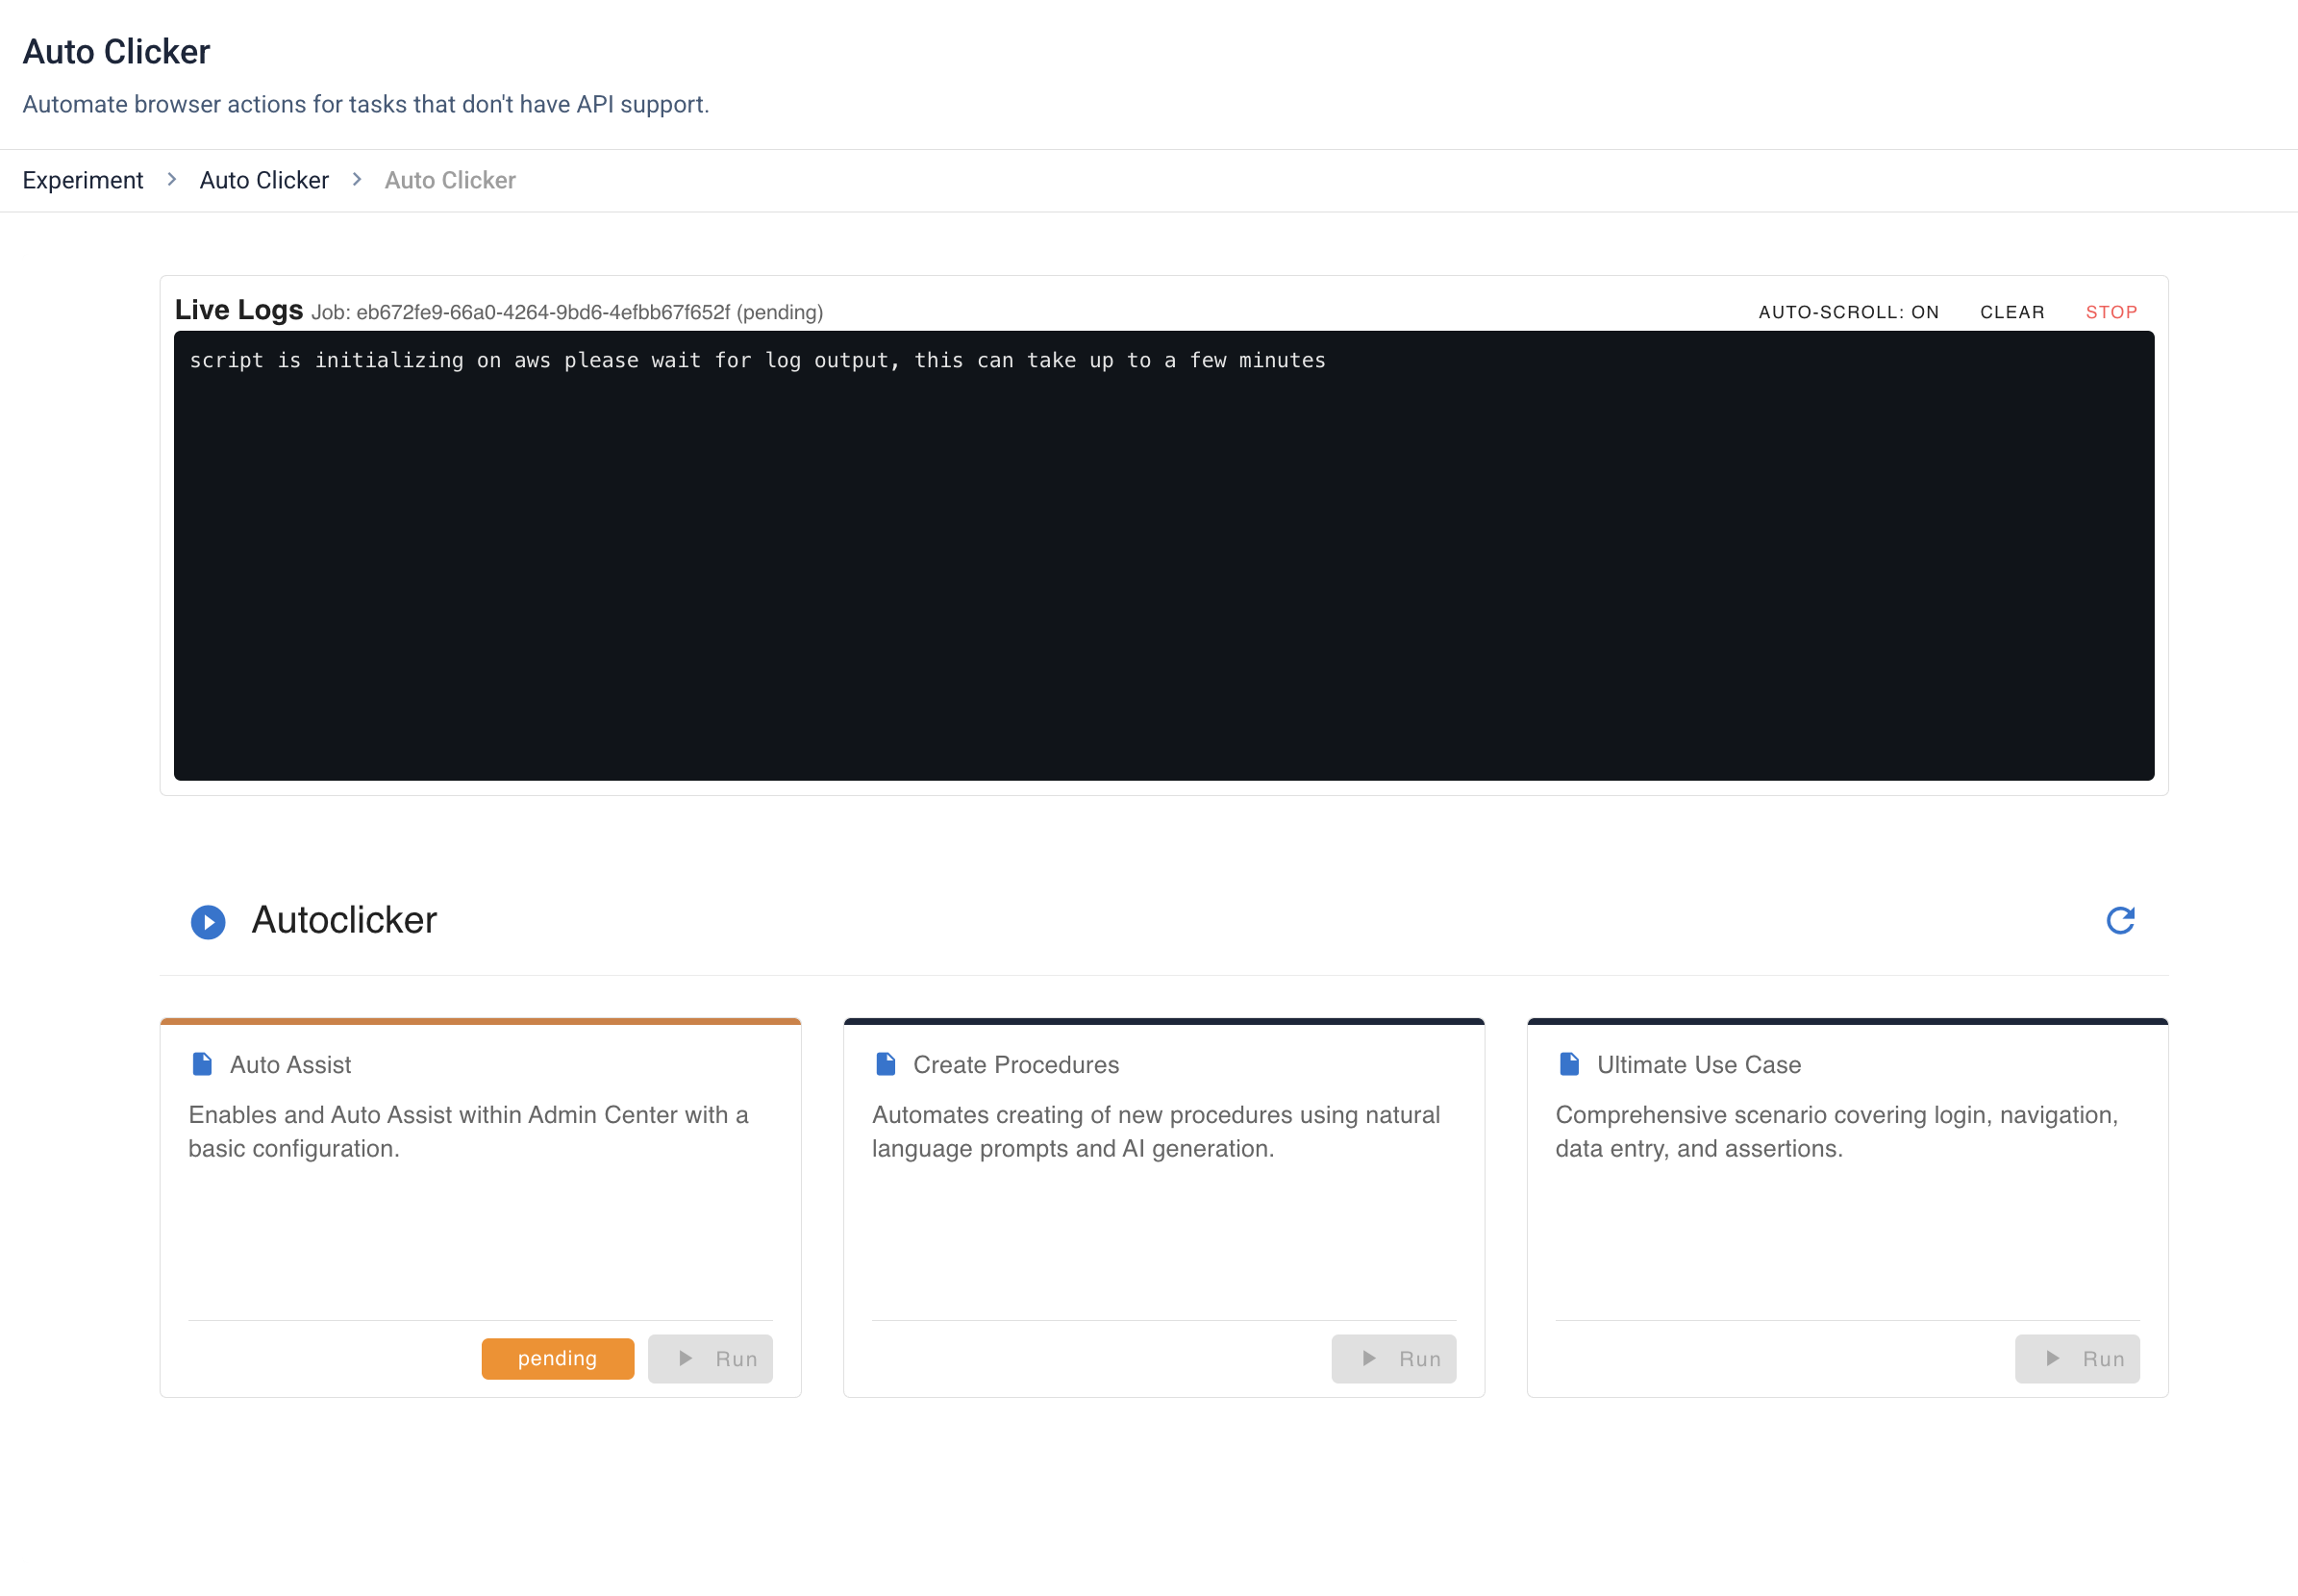 Auto Clicker
Automate browser actions for tasks that don't have API support.
Experiment > Auto Clicker > Auto Clicker
Live Logs Job: eb672fe9-66a0-4264-9bd6-4efbb67f652f (pending)
AUTO-SCROLL: ON CLEAR STOP
script is initializing on aws please wait for log output, this can take up to a few minutes
Autoclicker
Auto Assist
Enables and Auto Assist within Admin Center with a
basic configuration.
pending Run
Create Procedures
Automates creating of new procedures using natural
language prompts and AI generation.
Run
Ultimate Use Case
Comprehensive scenario covering login, navigation,
data entry, and assertions.
Run